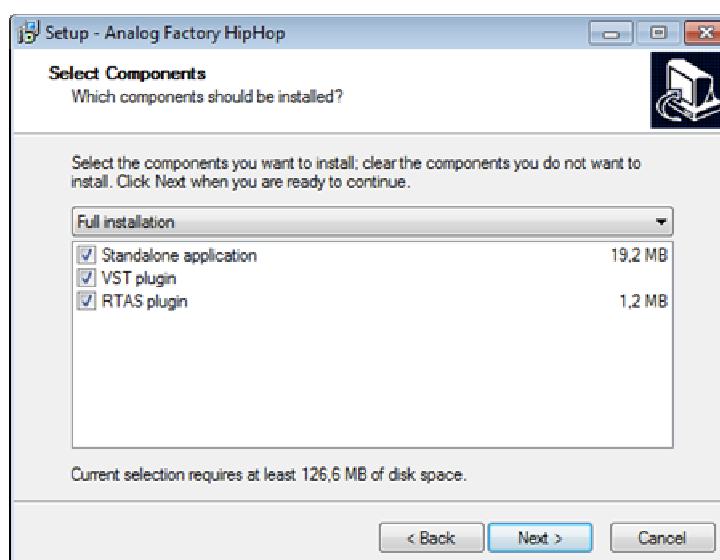 Setup - Analog Factory HipHop
Select Components
Which components should be installed?
Select the components you want to install; clear the components you do not want to
install. Click Next when you are ready to continue.
Full installation
Standalone application 19,2 MB
VST plugin
RTAS plugin 1,2 MB
Current selection requires at least 126,6 MB of disk space.
< Back Next > Cancel